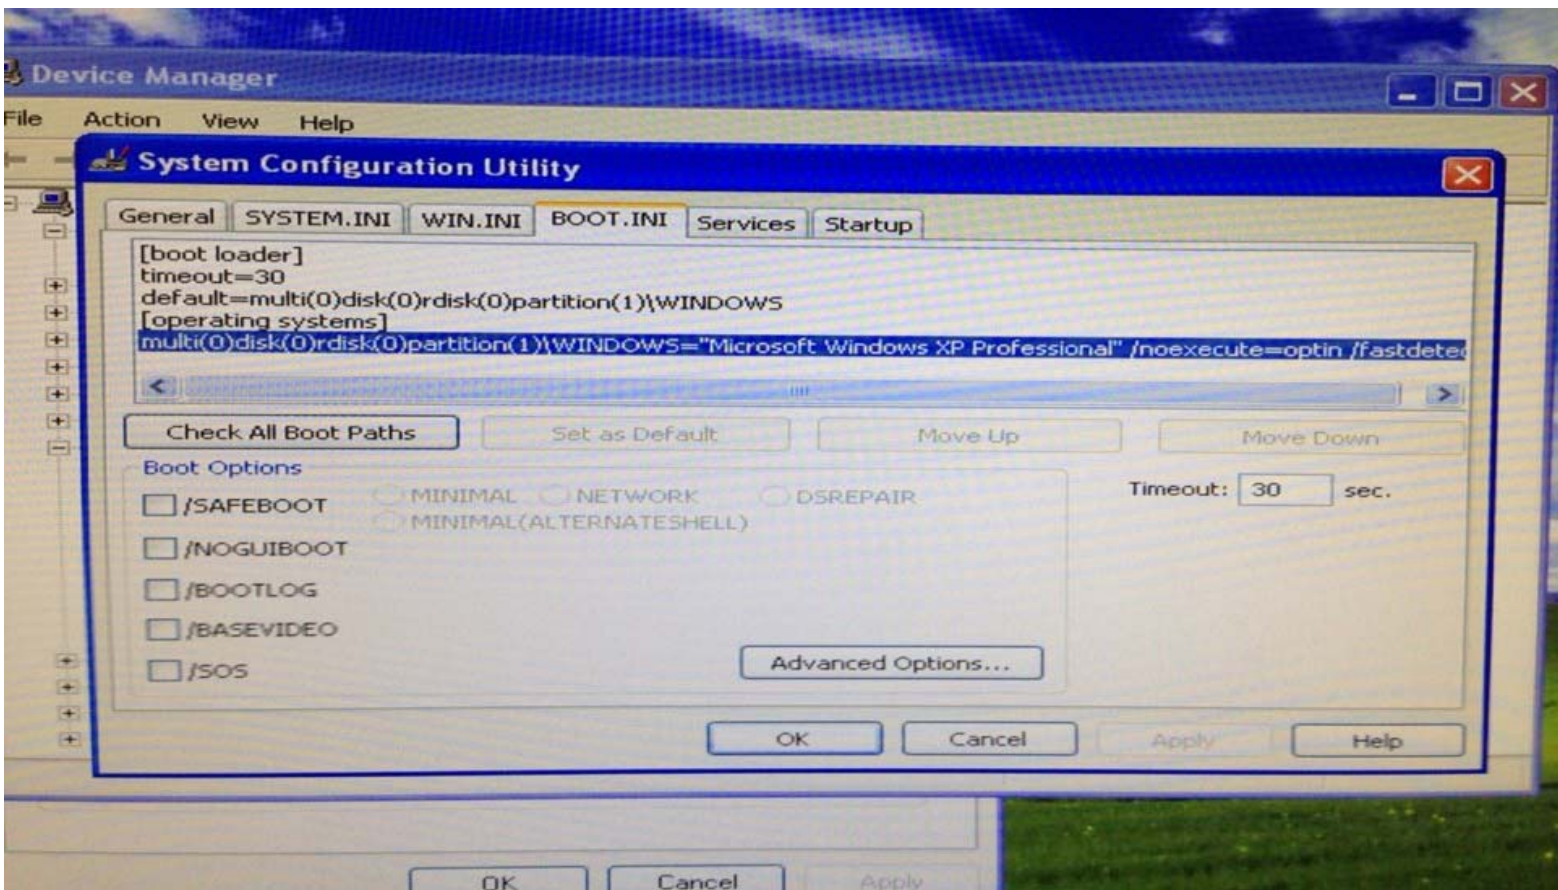 Device Manager
File Action View Help
System Configuration Utility
General SYSTEM.INI WIN.INI BOOT.INI Services Startup
[boot loader]
timeout=30
default=multi(0)disk(0)rdisk(0)partition(1)\WINDOWS
[operating systems]
multi(0)disk(0)rdisk(0)partition(1)\WINDOWS="Microsoft Windows XP Professional" /noexecute=optin /fastdetec
Check All Boot Paths Set as Default Move Up Move Down
Boot Options
/SAFEBOOT MINIMAL NETWORK DSREPAIR Timeout: 30 sec.
MINIMAL(ALTERNATESHELL)
/NOGUIBOOT
/BOOTLOG
/BASEVIDEO
/SOS Advanced Options...
OK Cancel Apply Help
OK Cancel Apply